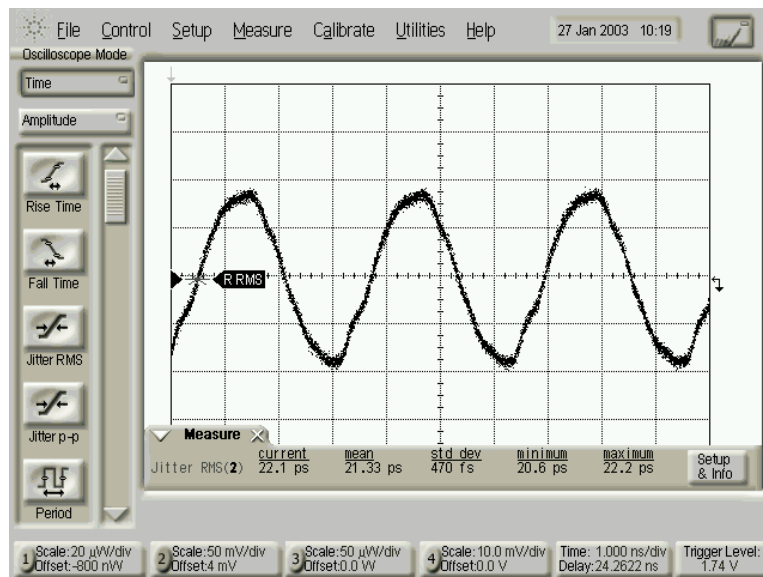 File Control Setup Measure Calibrate Utilities Help 27 Jan 2003 10:19
Oscilloscope Mode
Time
Amplitude
Rise Time
Fall Time
Jitter RMS
Jitter p-p
Period
R RMS
Measure
current mean std dev minimum maximum
Jitter RMS(2) 22.1 ps 21.33 ps 470 fs 20.6 ps 22.2 ps
Setup
& Info
1 Scale:20 µW/div
Offset:-800 nW
2 Scale:50 mV/div
Offset:4 mV
3 Scale:50 µW/div
Offset:0.0 W
4 Scale:10.0 mV/div
Offset:0.0 V
Time: 1.000 ns/div
Delay:24.2622 ns
Trigger Level:
1.74 V